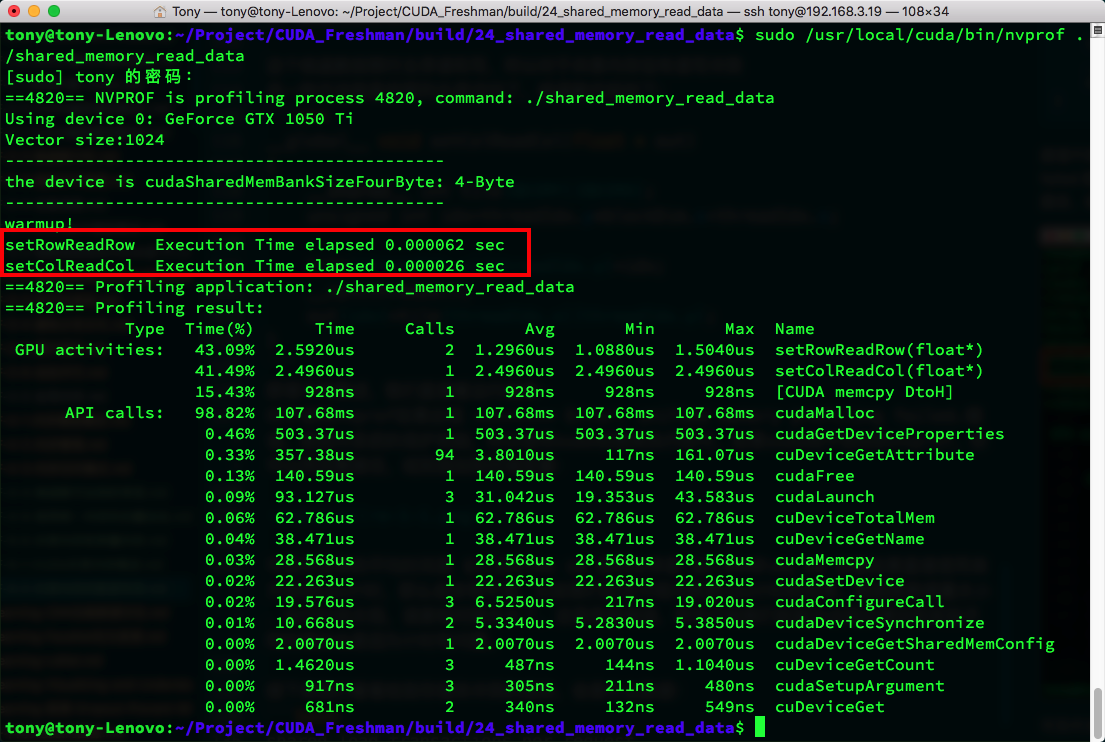 Tony — tony@tony-Lenovo: ~/Project/CUDA_Freshman/build/24_shared_memory_read_data — ssh tony@192.168.3.19 — 108×34
tony@tony-Lenovo:~/Project/CUDA_Freshman/build/24_shared_memory_read_data$ sudo /usr/local/cuda/bin/nvprof .
/shared_memory_read_data
[sudo] tony 的密码：
==4820== NVPROF is profiling process 4820, command: ./shared_memory_read_data
Using device 0: GeForce GTX 1050 Ti
Vector size:1024
--------------------------------------------
the device is cudaSharedMemBankSizeFourByte: 4-Byte
--------------------------------------------
warmup!
setRowReadRow  Execution Time elapsed 0.000062 sec
setColReadCol  Execution Time elapsed 0.000026 sec
==4820== Profiling application: ./shared_memory_read_data
==4820== Profiling result:
            Type  Time(%)      Time     Calls       Avg       Min       Max  Name
 GPU activities:   43.09%  2.5920us         2  1.2960us  1.0880us  1.5040us  setRowReadRow(float*)
                   41.49%  2.4960us         1  2.4960us  2.4960us  2.4960us  setColReadCol(float*)
                   15.43%     928ns         1     928ns     928ns     928ns  [CUDA memcpy DtoH]
      API calls:   98.82%  107.68ms         1  107.68ms  107.68ms  107.68ms  cudaMalloc
                    0.46%  503.37us         1  503.37us  503.37us  503.37us  cudaGetDeviceProperties
                    0.33%  357.38us        94  3.8010us     117ns  161.07us  cuDeviceGetAttribute
                    0.13%  140.59us         1  140.59us  140.59us  140.59us  cudaFree
                    0.09%  93.127us         3  31.042us  19.353us  43.583us  cudaLaunch
                    0.06%  62.786us         1  62.786us  62.786us  62.786us  cuDeviceTotalMem
                    0.04%  38.471us         1  38.471us  38.471us  38.471us  cuDeviceGetName
                    0.03%  28.568us         1  28.568us  28.568us  28.568us  cudaMemcpy
                    0.02%  22.263us         1  22.263us  22.263us  22.263us  cudaSetDevice
                    0.02%  19.576us         3  6.5250us     217ns  19.020us  cudaConfigureCall
                    0.01%  10.668us         2  5.3340us  5.2830us  5.3850us  cudaDeviceSynchronize
                    0.00%  2.0070us         1  2.0070us  2.0070us  2.0070us  cudaDeviceGetSharedMemConfig
                    0.00%  1.4620us         3     487ns     144ns  1.1040us  cuDeviceGetCount
                    0.00%     917ns         3     305ns     211ns     480ns  cudaSetupArgument
                    0.00%     681ns         2     340ns     132ns     549ns  cuDeviceGet
tony@tony-Lenovo:~/Project/CUDA_Freshman/build/24_shared_memory_read_data$